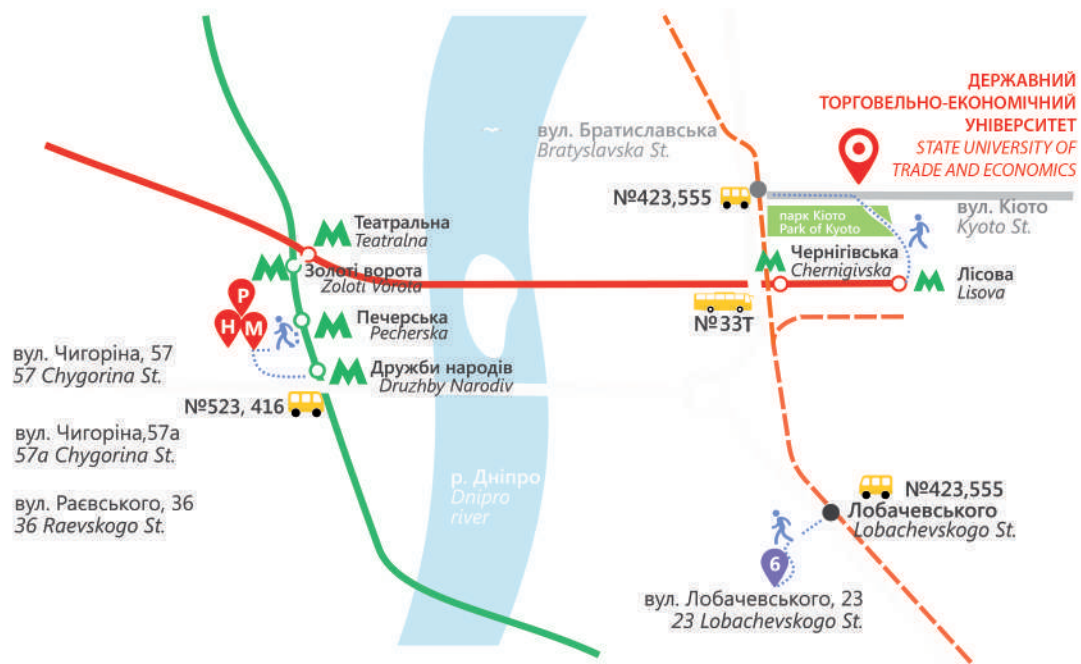 ДЕРЖАВНИЙ
ТОРГОВЕЛЬНО-ЕКОНОМІЧНИЙ
УНІВЕРСИТЕТ
STATE UNIVERSITY OF
TRADE AND ECONOMICS
вул. Братиславська
Bratyslavska St.
№423,555
вул. Кіото
Kyoto St.
парк Кіото
Park of Kyoto
Театральна
Teatralna
Золоті ворота
Zoloti Vorota
Чернігівська
Chernigivska
Лісова
Lisova
P
H M
№33Т
Печерська
Pecherska
вул. Чигоріна, 57
57 Chygorina St.
Дружби народів
Druzhby Narodiv
№523, 416
вул. Чигоріна,57а
57a Chygorina St.
р. Дніпро
Dnipro
river
№423,555
Лобачевського
Lobachevskogo St.
вул. Раєвського, 36
36 Raevskogo St.
6
вул. Лобачевського, 23
23 Lobachevskogo St.